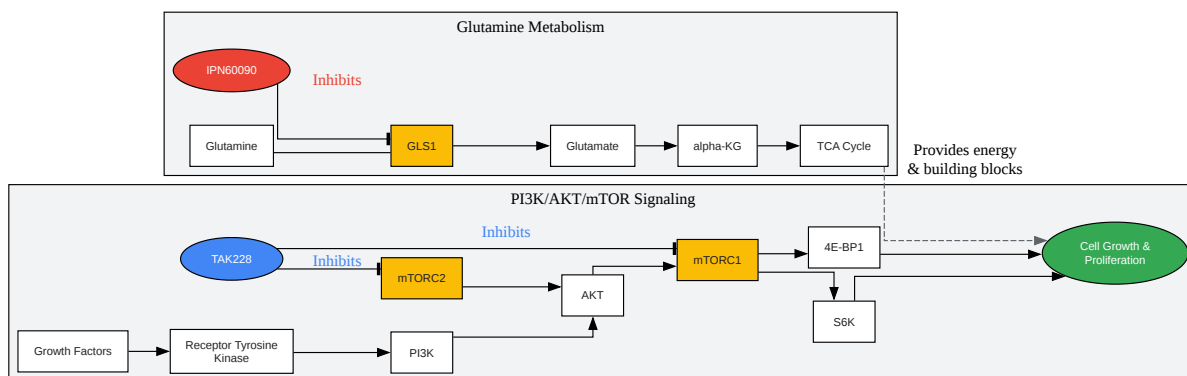 Glutamine Metabolism
IPN60090
Inhibits
Glutamine
GLS1
Glutamate
alpha-KG
TCA Cycle
Provides energy
& building blocks
PI3K/AKT/mTOR Signaling
TAK228
Inhibits
Inhibits
mTORC2
mTORC1
4E-BP1
Cell Growth &
Proliferation
AKT
S6K
Growth Factors
Receptor Tyrosine
Kinase
PI3K